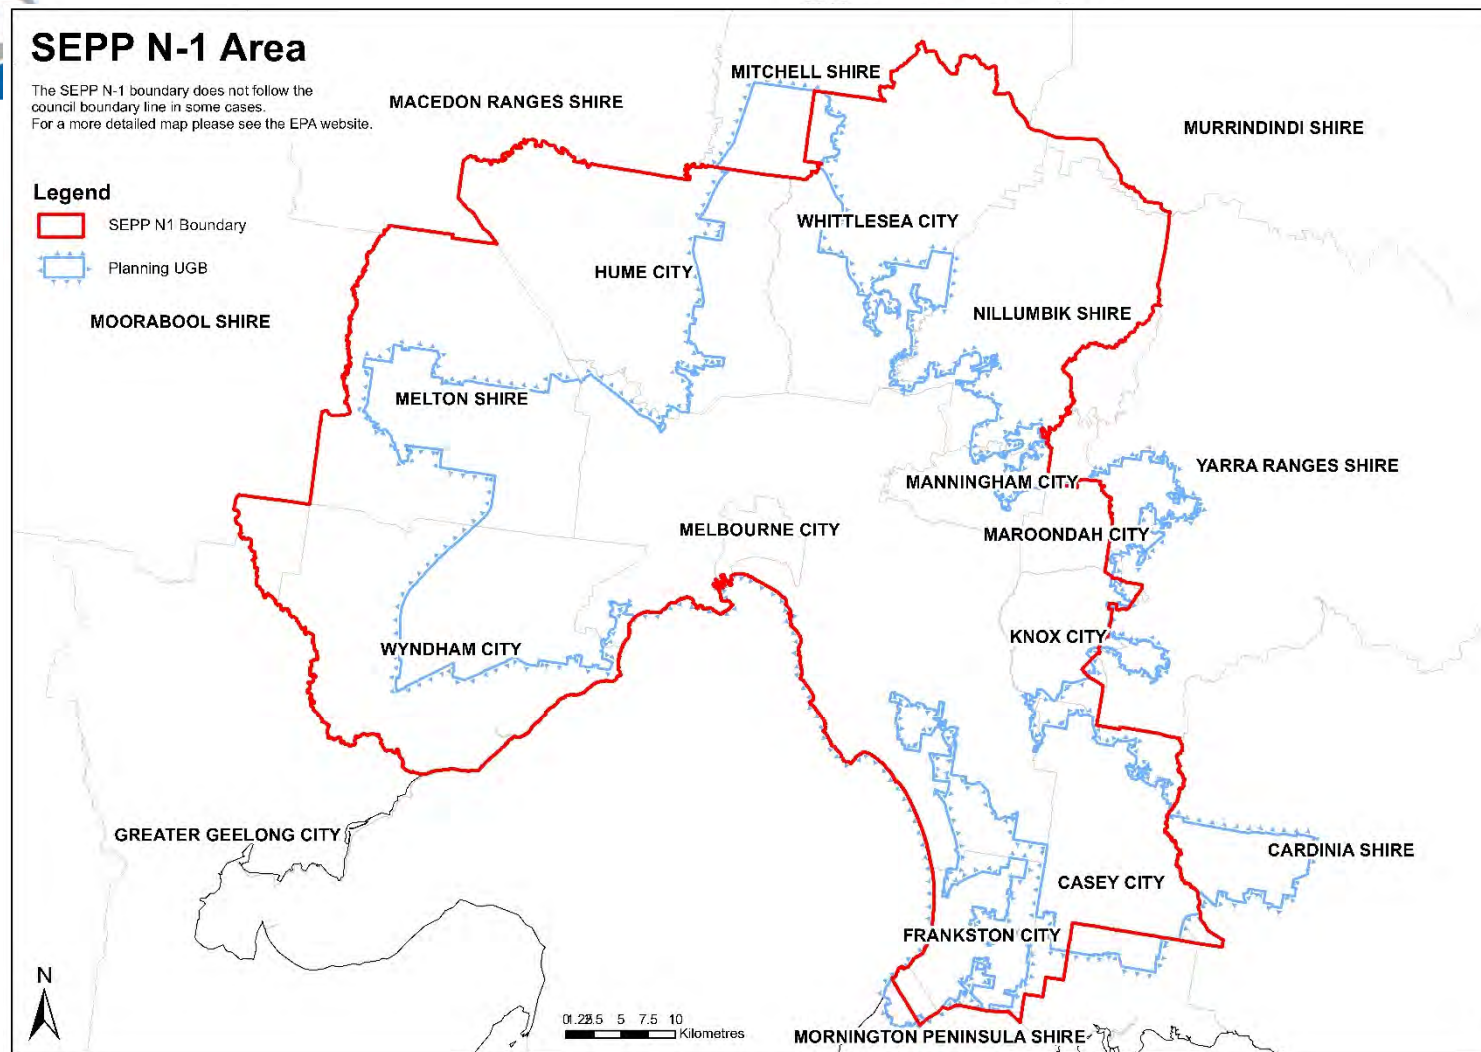 SEPP N-1 Area
The SEPP N-1 boundary does not follow the
council boundary line in some cases.
For a more detailed map please see the EPA website.
Legend
SEPP N1 Boundary
Planning UGB
MITCHELL SHIRE
MACEDON RANGES SHIRE
MURRINDINDI SHIRE
WHITTLESEA CITY
HUME CITY
NILLUMBIK SHIRE
MOORABOOL SHIRE
MELTON SHIRE
YARRA RANGES SHIRE
MANNINGHAM CITY
MELBOURNE CITY
MAROONDAH CITY
KNOX CITY
WYNDHAM CITY
GREATER GEELONG CITY
CARDINIA SHIRE
CASEY CITY
FRANKSTON CITY
N
5 7.5 10
Kilometres
MORNINGTON PENINSULA SHIRE